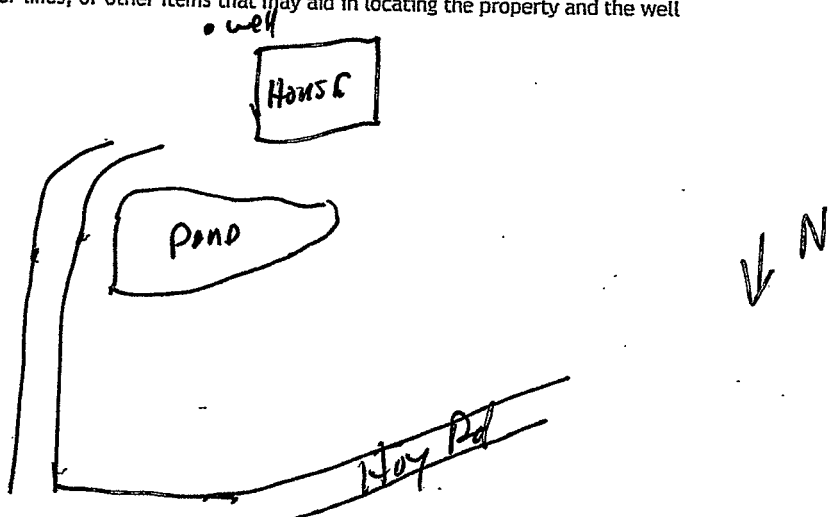 or lines, or other items that may aid in locating the property and the well
well
House
Pond
N
Hoy Rd